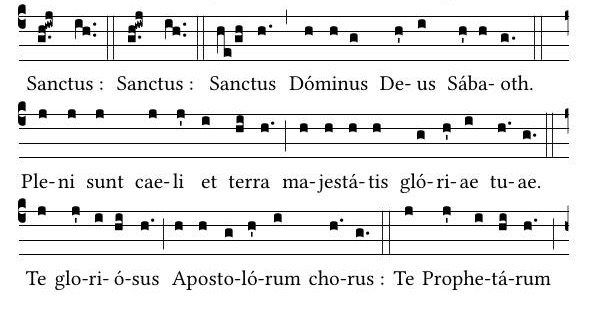 Sanctus : Sanctus : Sanctus Dóminus De- us Sába- oth.
Ple- ni sunt cae- li et terra ma- jestá- tis gló- ri- ae tu- ae.
Te glo- ri- ó- sus Aposto- ló- rum cho- rus : Te Prophe- tá- rum